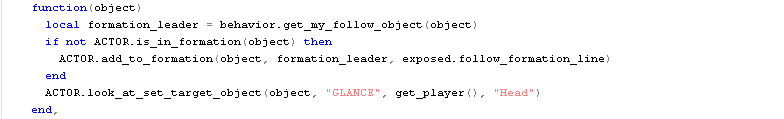 function(object)
local formation_leader = behavior.get_my_follow_object(object)
if not ACTOR.is_in_formation(object) then
ACTOR.add_to_formation(object, formation_leader, exposed.follow_formation_line)
end
ACTOR.look_at_set_target_object(object, "GLANCE", get_player(), "Head")
end,